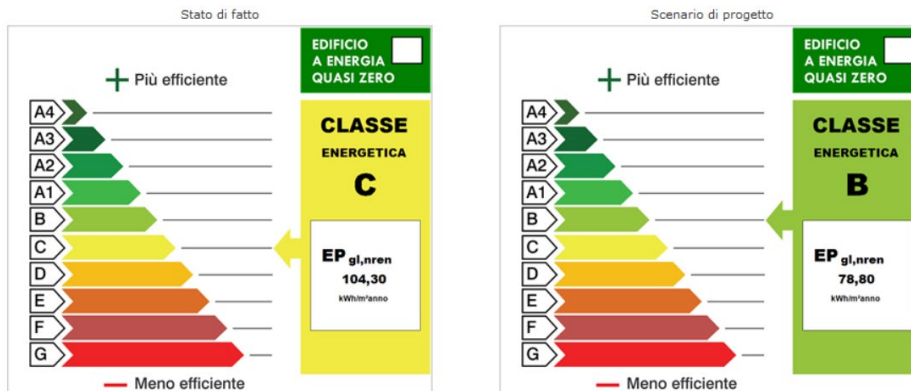 Stato di fatto
EDIFICIO
A ENERGIA
QUASI ZERO
+ Più efficiente
A4
A3
A2
A1
B
C
D
E
F
G
CLASSE
ENERGETICA
C
EP gl,nren
104,30
kWh/m²anno
— Meno efficiente
Scenario di progetto
EDIFICIO
A ENERGIA
QUASI ZERO
+ Più efficiente
A4
A3
A2
A1
B
C
D
E
F
G
CLASSE
ENERGETICA
B
EP gl,nren
78,80
kWh/m²anno
— Meno efficiente